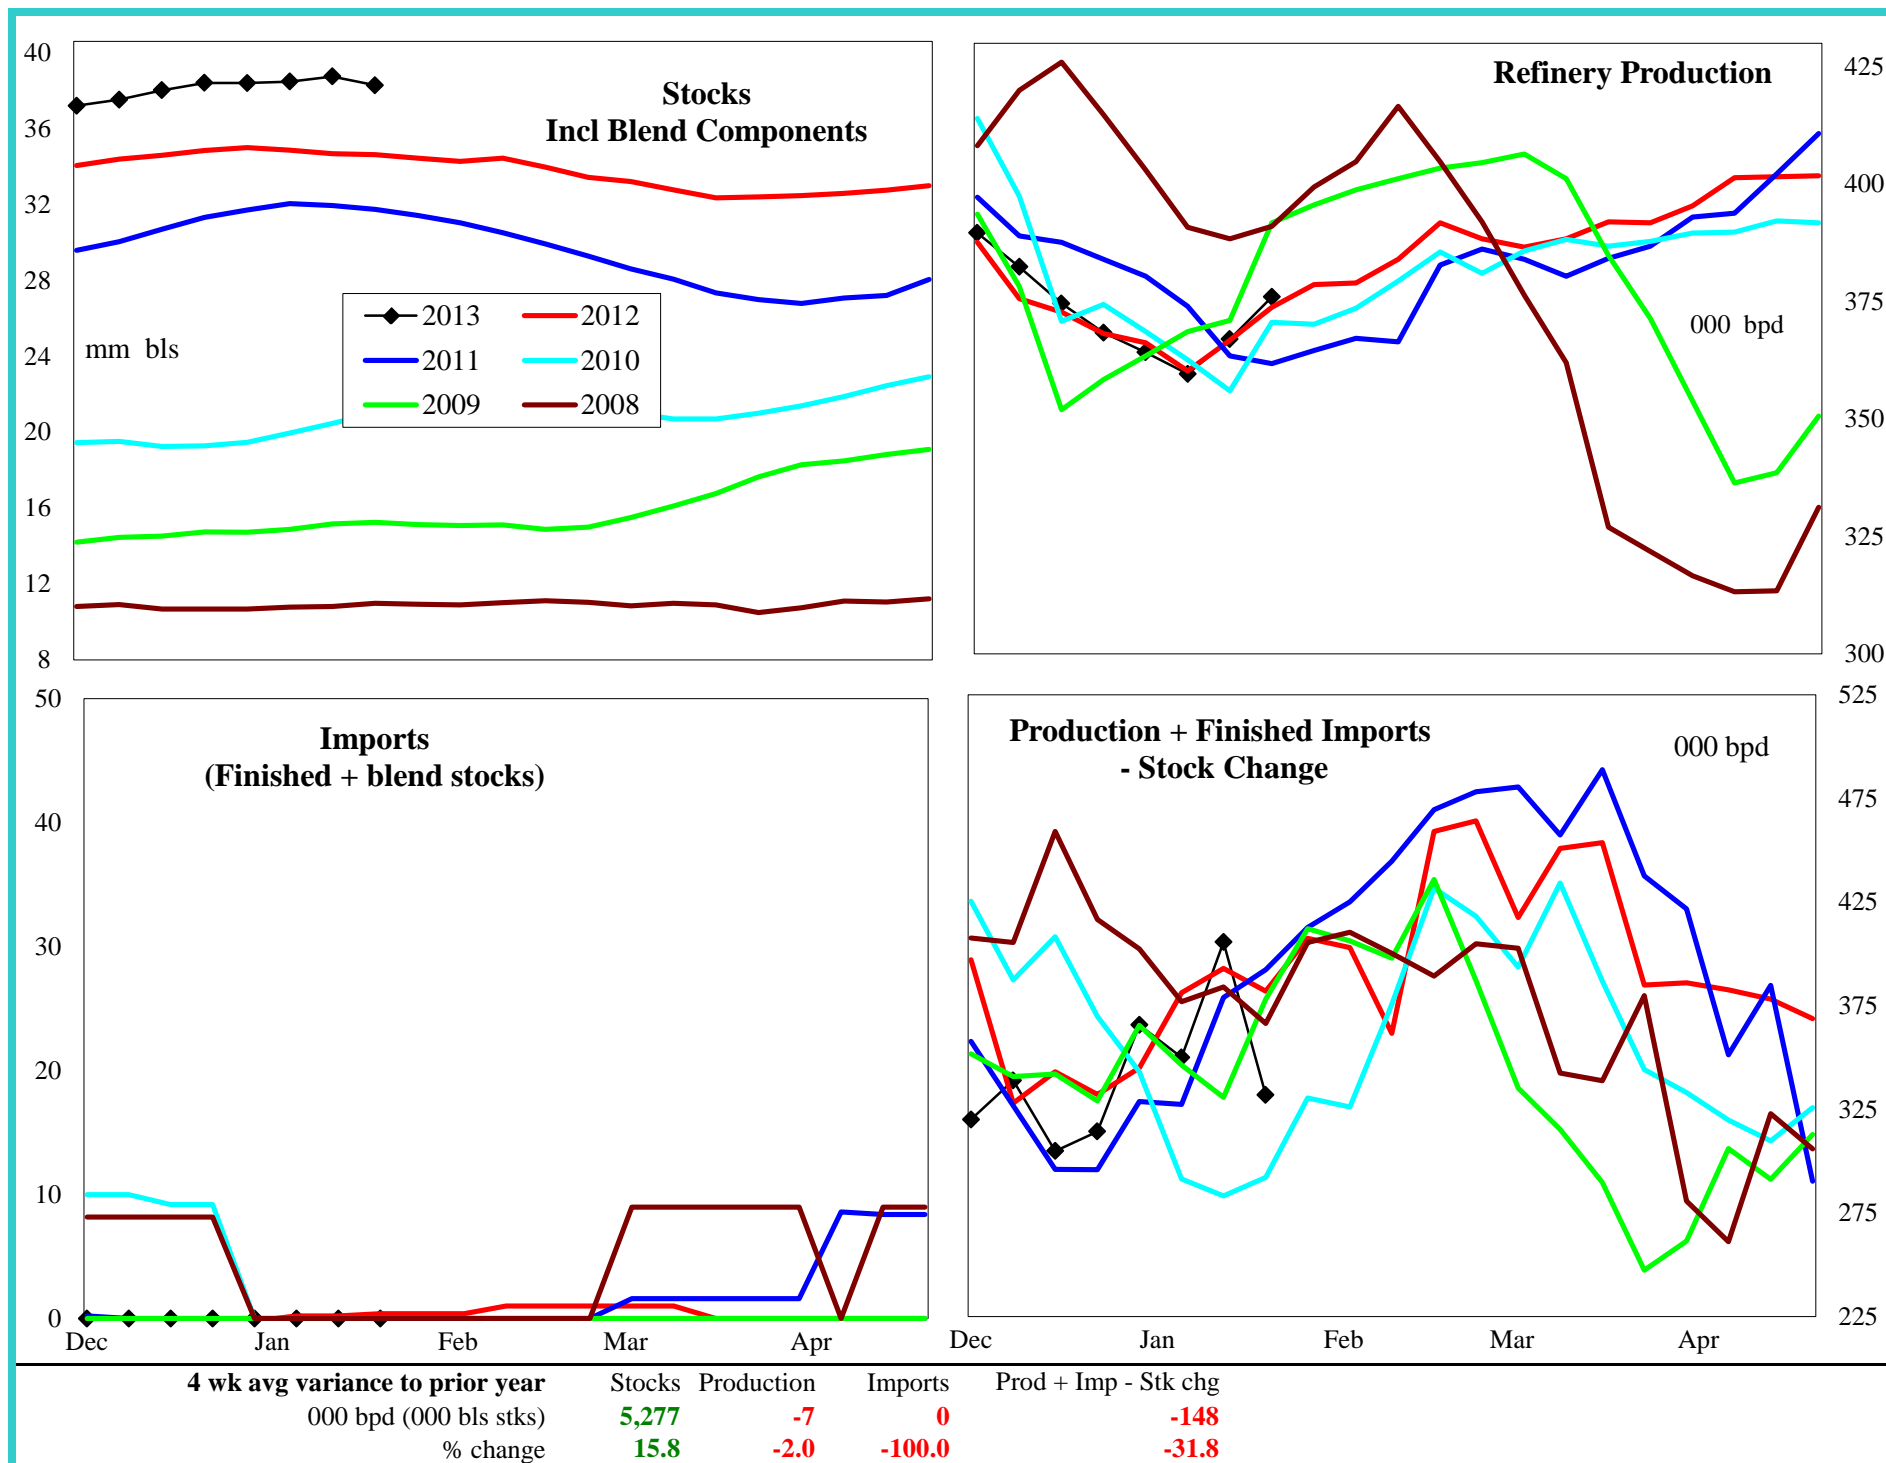 40
36
32
28
24
20
16
12
8
Stocks
Incl Blend Components
mm bls
2013
2012
2011
2010
2009
2008
Refinery Production
000 bpd
425
400
375
350
325
300
50
40
30
20
10
0
Imports
(Finished + blend stocks)
Dec Jan Feb Mar Apr
Production + Finished Imports
- Stock Change
000 bpd
525
475
425
375
325
275
225
Dec Jan Feb Mar Apr
4 wk avg variance to prior year Stocks Production Imports Prod + Imp - Stk chg
000 bpd (000 bls stks) 5,277 -7 0 -148
% change 15.8 -2.0 -100.0 -31.8